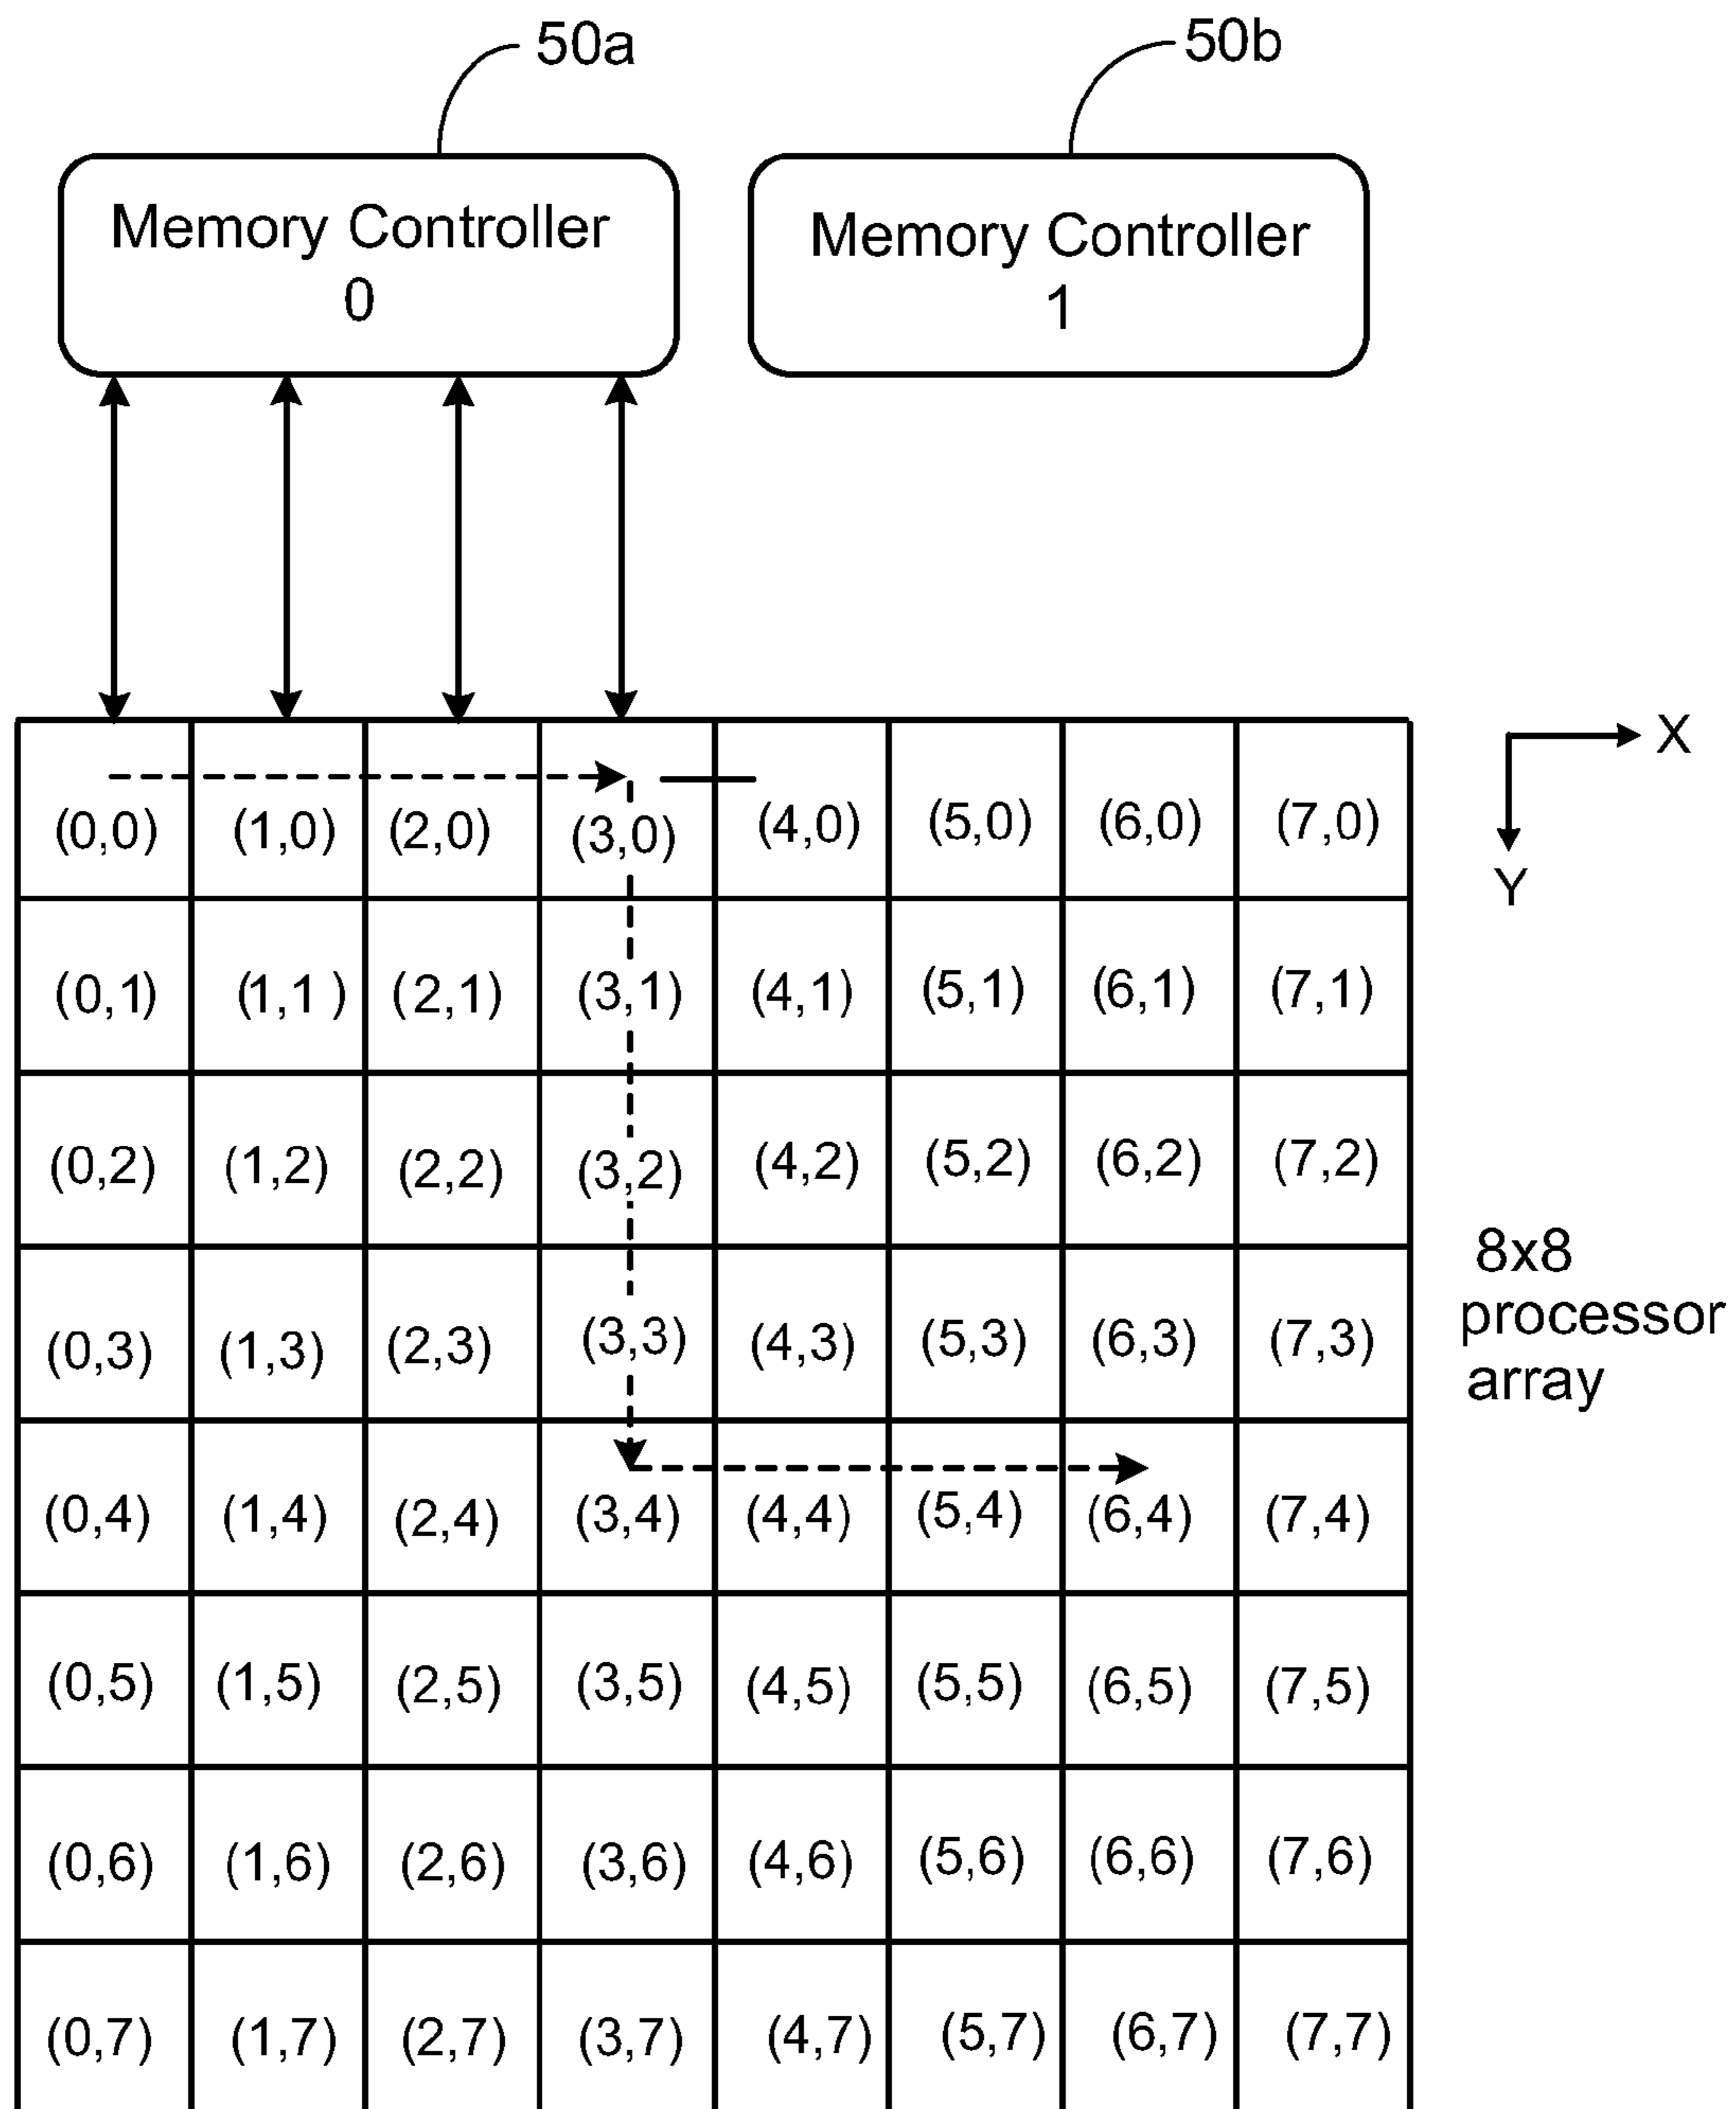 50a
50b
Memory Controller
0
Memory Controller
1
X
Y
(0,0) (1,0) (2,0) (3,0) (4,0) (5,0) (6,0) (7,0)
(0,1) (1,1 ) (2,1) (3,1) (4,1) (5,1) (6,1) (7,1)
(0,2) (1,2) (2,2) (3,2) (4,2) (5,2) (6,2) (7,2)
8x8
processor
array
(0,3) (1,3) (2,3) (3,3) (4,3) (5,3) (6,3) (7,3)
(0,4) (1,4) (2,4) (3,4) (4,4) (5,4) (6,4) (7,4)
(0,5) (1,5) (2,5) (3,5) (4,5) (5,5) (6,5) (7,5)
(0,6) (1,6) (2,6) (3,6) (4,6) (5,6) (6,6) (7,6)
(0,7) (1,7) (2,7) (3,7) (4,7) (5,7) (6,7) (7,7)